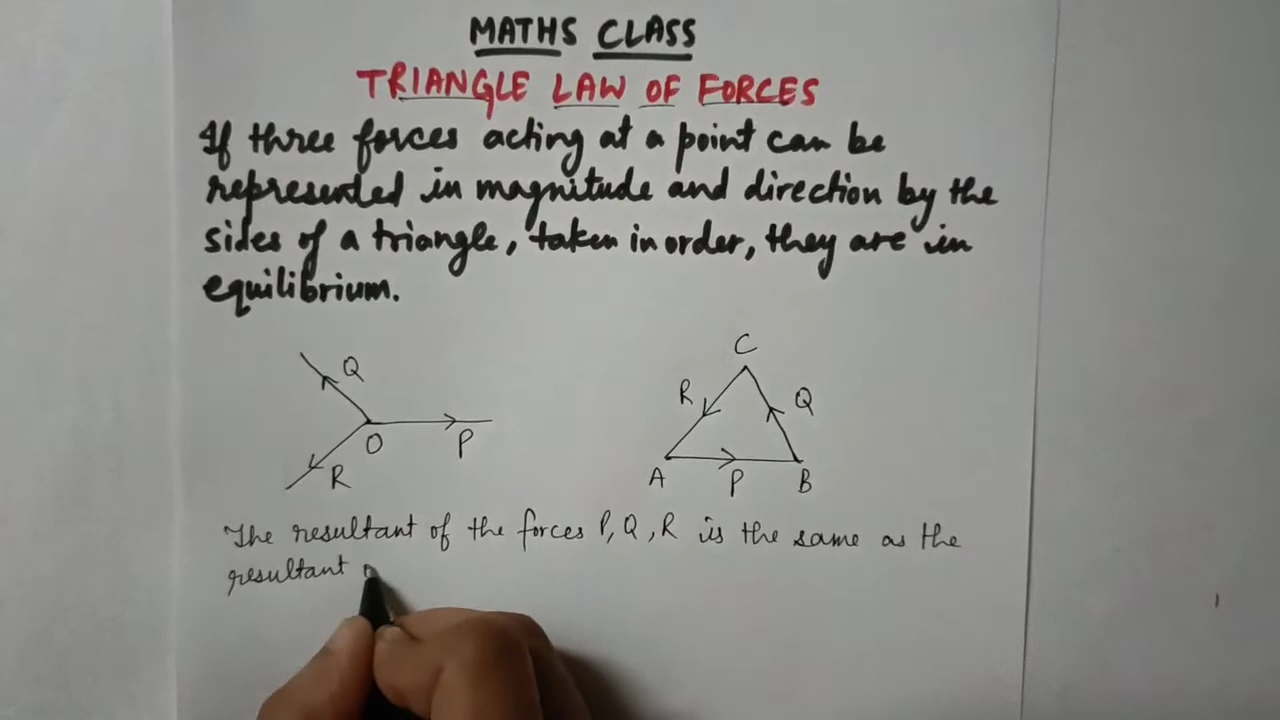 MATHS CLASS
TRIANGLE LAW OF FORCES
If three forces acting at a point can be
represented in magnitude and direction by the
sides of a triangle, taken in order, they are in
equilibrium.
Q
O
P
R
C
R
Q
A
P
B
The resultant of the forces P, Q, R is the same as the
resultant